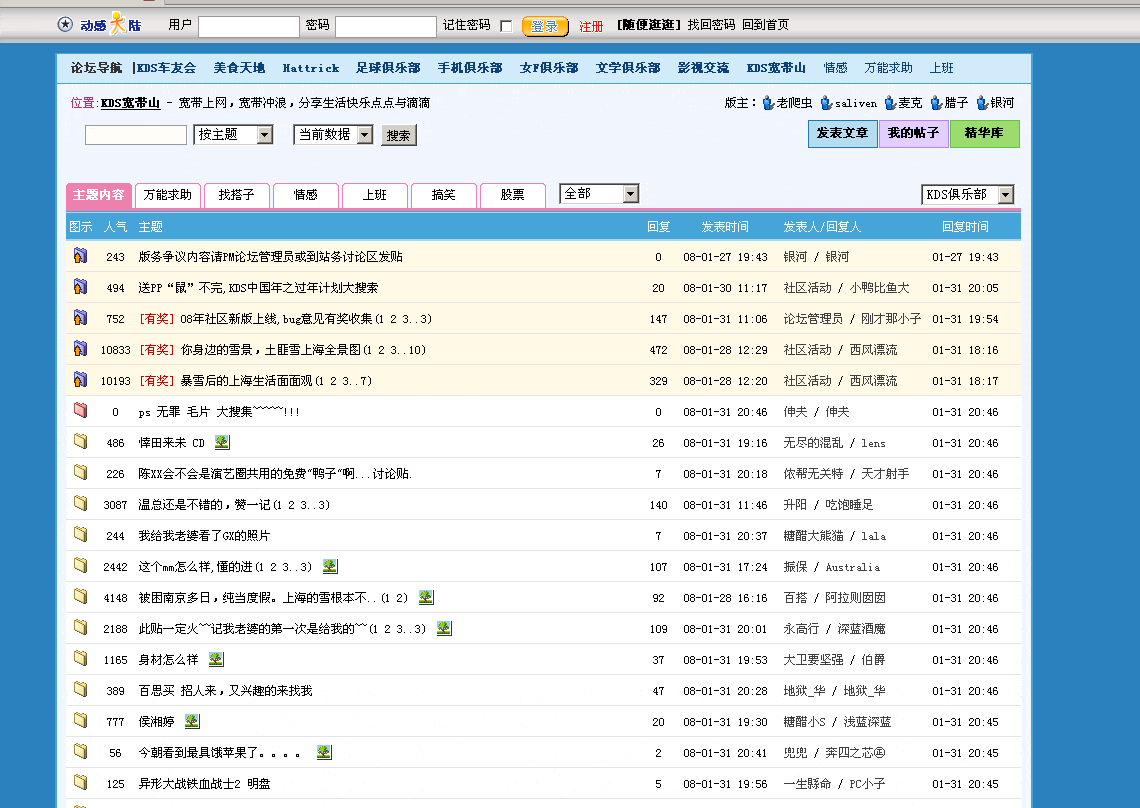 动感大陆 用户 密码 记住密码 登录 注册 [随便逛逛] 找回密码 回到首页
论坛导航 |KDS车友会 美食天地 Hattrick 足球俱乐部 手机俱乐部 女F俱乐部 文学俱乐部 影视交流 KDS宽带山 情感 万能求助 上班
位置:KDS宽带山 - 宽带上网,宽带冲浪,分享生活快乐点点与滴滴 版主: 老爬虫 saliven 麦克 腊子 银河
按主题 当前数据 搜索 发表文章 我的帖子 精华库
主题内容 万能求助 找搭子 情感 上班 搞笑 股票 全部 KDS俱乐部
图示 人气 主题 回复 发表时间 发表人/回复人 回复时间
243 版务争议内容请PM论坛管理员或到站务讨论区发贴 0 08-01-27 19:43 银河 / 银河 01-27 19:43
494 送PP“鼠”不完,KDS中国年之过年计划大搜索 20 08-01-30 11:17 社区活动 / 小鸭比鱼大 01-31 20:05
752 [有奖] 08年社区新版上线,bug意见有奖收集(1 2 3..3) 147 08-01-31 11:06 论坛管理员 / 刚才那小子 01-31 19:54
10833 [有奖] 你身边的雪景,土匪雪上海全景图(1 2 3..10) 472 08-01-28 12:29 社区活动 / 西风漂流 01-31 18:16
10193 [有奖] 暴雪后的上海生活面面观(1 2 3..7) 329 08-01-28 12:20 社区活动 / 西风漂流 01-31 18:17
0 ps 无罪 毛片 大搜集~~~~~!!! 0 08-01-31 20:46 伸夫 / 伸夫 01-31 20:46
486 悻田来未 CD 26 08-01-31 19:16 无尽的混乱 / lens 01-31 20:46
226 陈XX会不会是演艺圈共用的免费“鸭子“啊...讨论贴. 7 08-01-31 20:18 侬帮无关特 / 天才射手 01-31 20:46
3087 温总还是不错的,赞一记(1 2 3..3) 140 08-01-31 11:46 升阳 / 吃饱睡足 01-31 20:46
244 我给我老婆看了GX的照片 7 08-01-31 20:37 糖醋大熊猫 / lala 01-31 20:46
2442 这个mm怎么样,懂的进(1 2 3..3) 107 08-01-31 17:24 振保 / Australia 01-31 20:46
4148 被困南京多日,纯当度假。上海的雪根本不..(1 2) 92 08-01-28 16:16 百搭 / 阿拉则囡囡 01-31 20:46
2188 此贴一定火~~记我老婆的第一次是给我的~~(1 2 3..3) 109 08-01-31 20:01 永高行 / 深蓝酒魔 01-31 20:46
1165 身材怎么样 37 08-01-31 19:53 大卫要坚强 / 伯爵 01-31 20:46
389 百思买 招人来,又兴趣的来找我 47 08-01-31 20:28 地狱_华 / 地狱_华 01-31 20:46
777 侯湘婷 20 08-01-31 19:30 糖醋小S / 浅蓝深蓝 01-31 20:45
56 今朝看到最具饿苹果了。。。。 2 08-01-31 20:41 兜兜 / 奔四之芯 01-31 20:45
125 异形大战铁血战士2 明盘 5 08-01-31 19:56 一生縣命 / PC小子 01-31 20:45